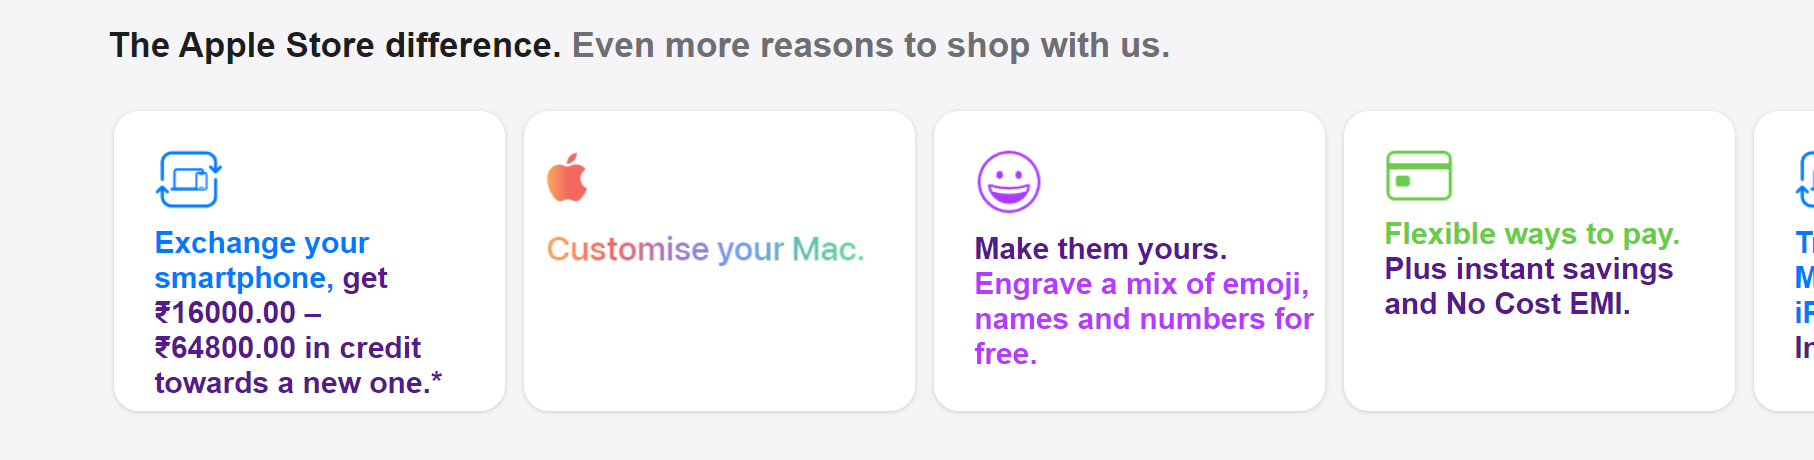 The Apple Store difference. Even more reasons to shop with us.
Exchange your
smartphone, get
₹16000.00 –
₹64800.00 in credit
towards a new one.*
Customise your Mac.
Make them yours.
Engrave a mix of emoji,
names and numbers for
free.
Flexible ways to pay.
Plus instant savings
and No Cost EMI.